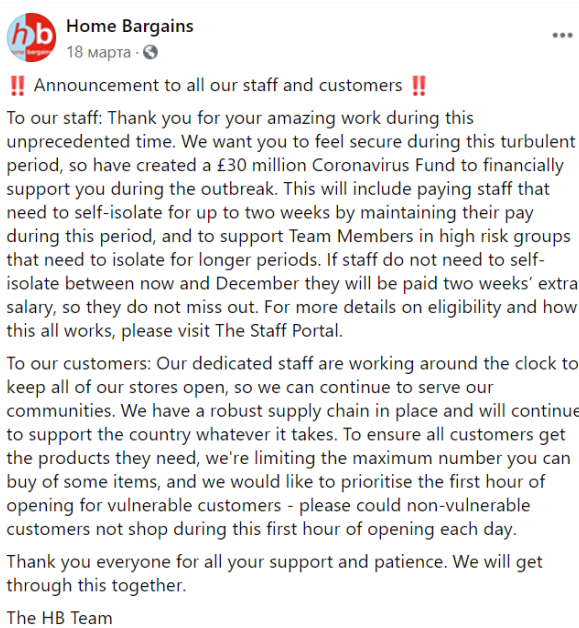 hb
home bargains
Home Bargains
18 марта ·
‼ Announcement to all our staff and customers ‼
To our staff: Thank you for your amazing work during this
unprecedented time. We want you to feel secure during this turbulent
period, so have created a £30 million Coronavirus Fund to financially
support you during the outbreak. This will include paying staff that
need to self-isolate for up to two weeks by maintaining their pay
during this period, and to support Team Members in high risk groups
that need to isolate for longer periods. If staff do not need to self-
isolate between now and December they will be paid two weeks’ extra
salary, so they do not miss out. For more details on eligibility and how
this all works, please visit The Staff Portal.
To our customers: Our dedicated staff are working around the clock to
keep all of our stores open, so we can continue to serve our
communities. We have a robust supply chain in place and will continue
to support the country whatever it takes. To ensure all customers get
the products they need, we're limiting the maximum number you can
buy of some items, and we would like to prioritise the first hour of
opening for vulnerable customers - please could non-vulnerable
customers not shop during this first hour of opening each day.
Thank you everyone for all your support and patience. We will get
through this together.
The HB Team